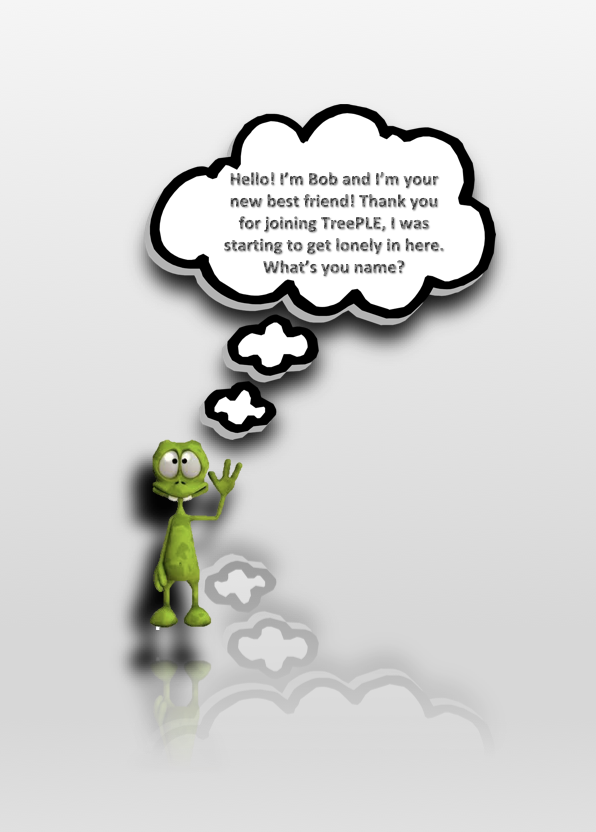 Hello! I'm Bob and I'm your
new best friend! Thank you
for joining TreePLE, I was
starting to get lonely in here.
What's you name?